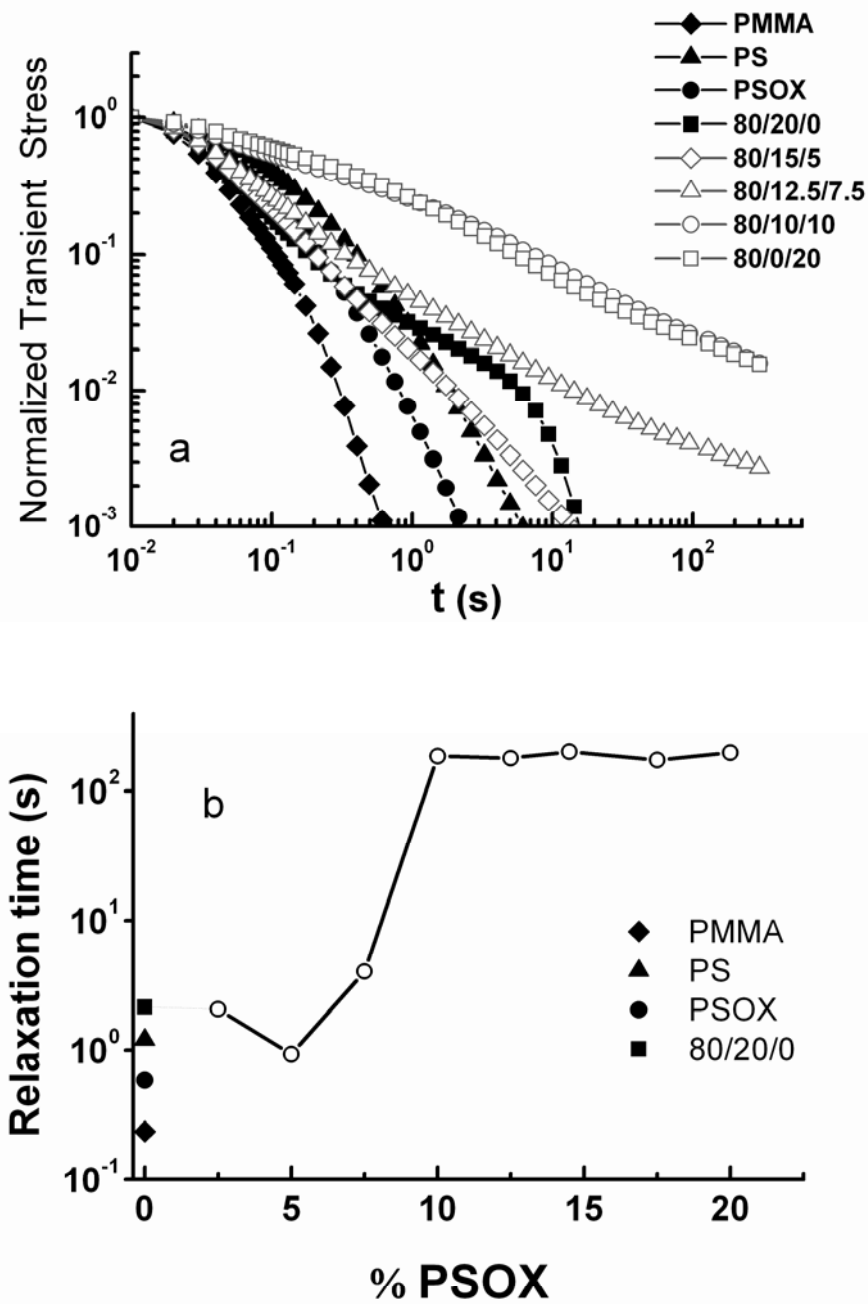 PMMA
PS
PSOX
80/20/0
80/15/5
80/12.5/7.5
80/10/10
80/0/20
Normalized Transient Stress
10^0
10^-1
10^-2
10^-3
a
10^-2
10^-1
10^0
10^1
10^2
t (s)
Relaxation time (s)
10^2
10^1
10^0
10^-1
b
PMMA
PS
PSOX
80/20/0
0
5
10
15
20
% PSOX